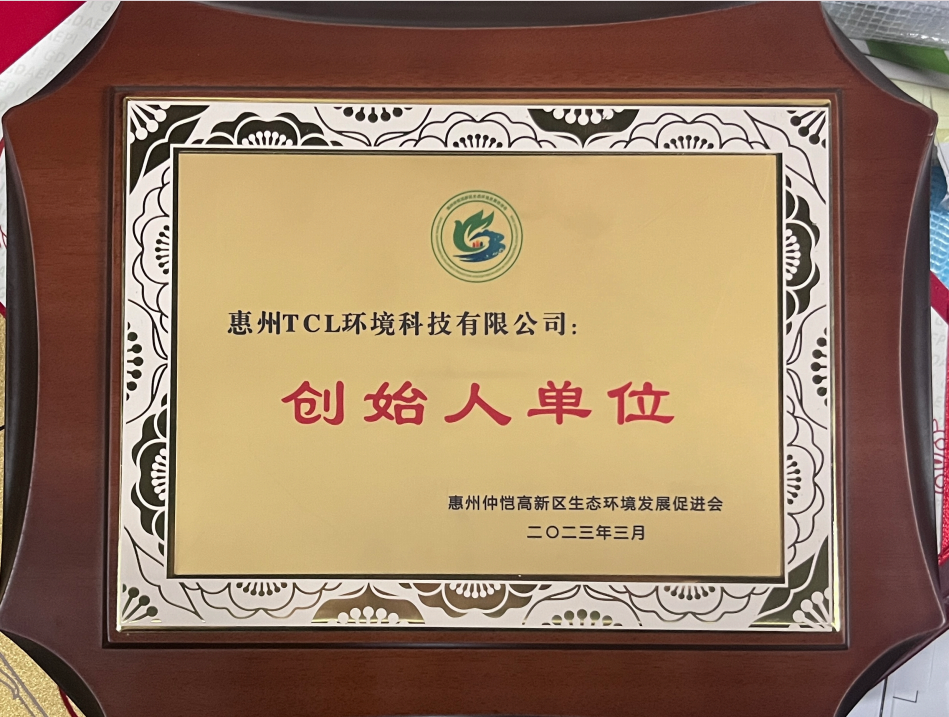 惠州TCL环境科技有限公司:
创始人单位
惠州仲恺高新区生态环境发展促进会
二〇二三年三月